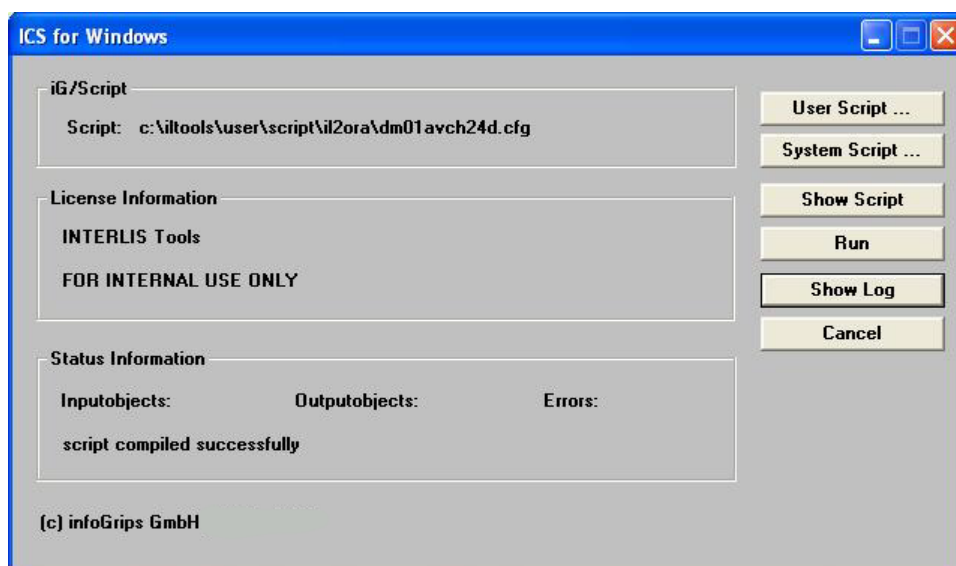 ICS for Windows
iG/Script
Script: c:\iltools\user\script\il2ora\dm01avch24d.cfg
License Information
INTERLIS Tools
FOR INTERNAL USE ONLY
Status Information
Inputobjects: Outputobjects: Errors:
script compiled successfully
(c) infoGrips GmbH
User Script ...
System Script ...
Show Script
Run
Show Log
Cancel